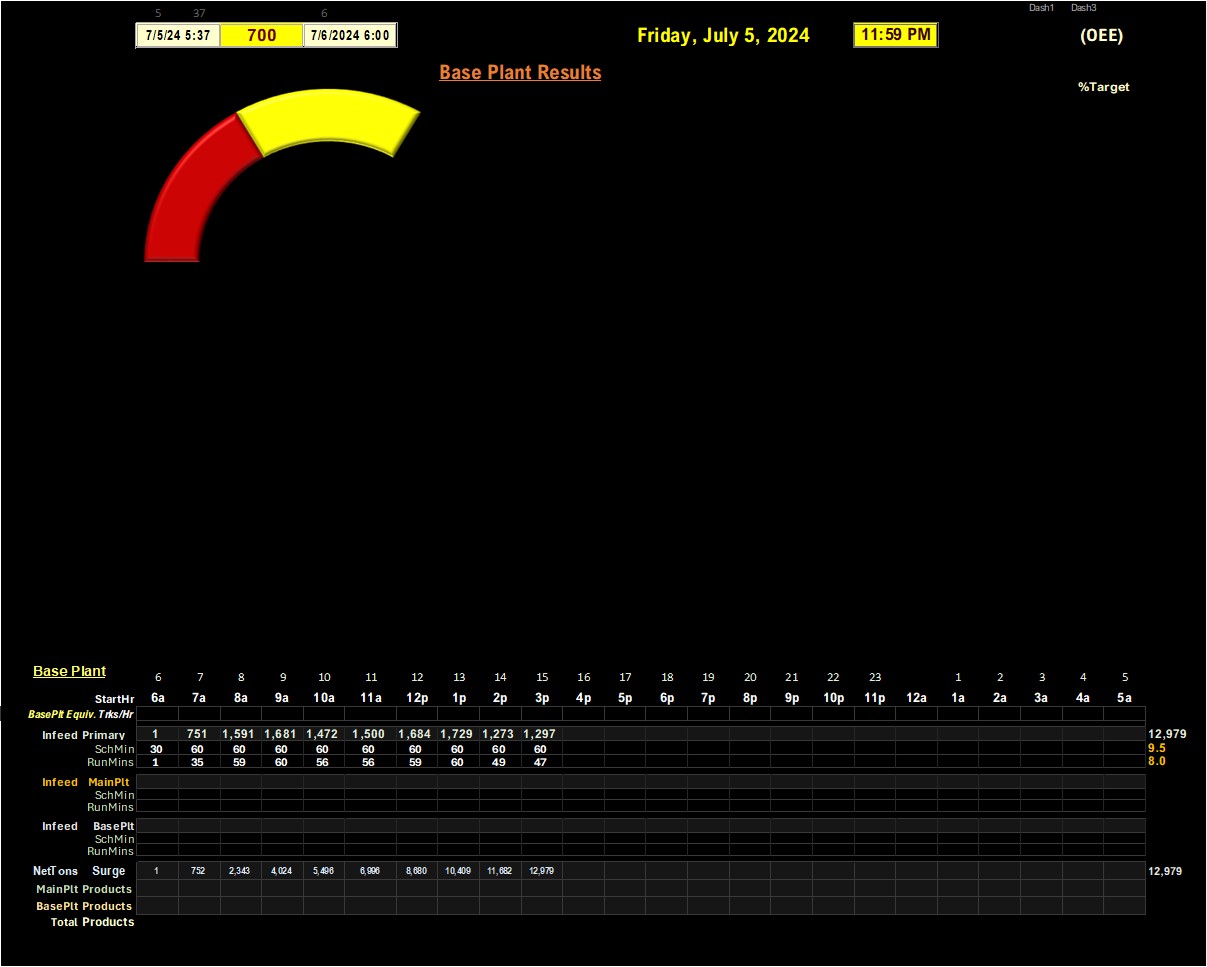 5 37 6 Dash1 Dash3
7/5/24 5:37 700 7/6/2024 6:00 Friday, July 5, 2024 11:59 PM (OEE)
Base Plant Results
%Target
Base Plant 6 7 8 9 10 11 12 13 14 15 16 17 18 19 20 21 22 23 1 2 3 4 5
StartHr 6a 7a 8a 9a 10a 11a 12p 1p 2p 3p 4p 5p 6p 7p 8p 9p 10p 11p 12a 1a 2a 3a 4a 5a
BasePlt Equiv. Trks/Hr
Infeed Primary 1 751 1,591 1,681 1,472 1,500 1,684 1,729 1,273 1,297 12,979
SchMin 30 60 60 60 60 60 60 60 60 60 9.5
RunMins 1 35 59 60 56 56 59 60 49 47 8.0
Infeed MainPlt
SchMin
RunMins
Infeed BasePlt
SchMin
RunMins
NetTons Surge 1 752 2,343 4,024 5,496 6,996 8,680 10,409 11,682 12,979 12,979
MainPlt Products
BasePlt Products
Total Products